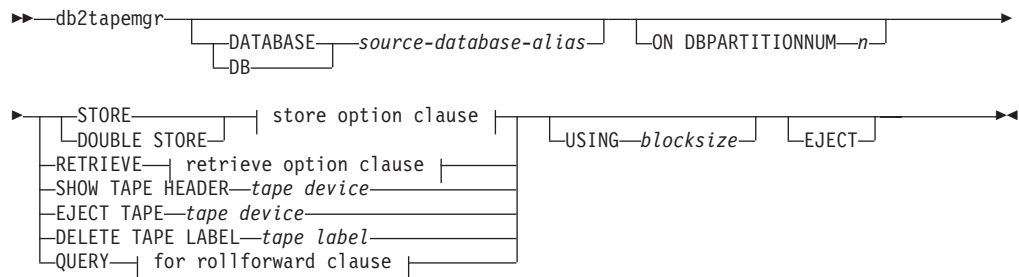 db2tapemgr DATABASE source-database-alias ON DBPARTITIONNUM n
DB
STORE store option clause USING blocksize EJECT
DOUBLE STORE
RETRIEVE retrieve option clause
SHOW TAPE HEADER tape device
EJECT TAPE tape device
DELETE TAPE LABEL tape label
QUERY for rollforward clause